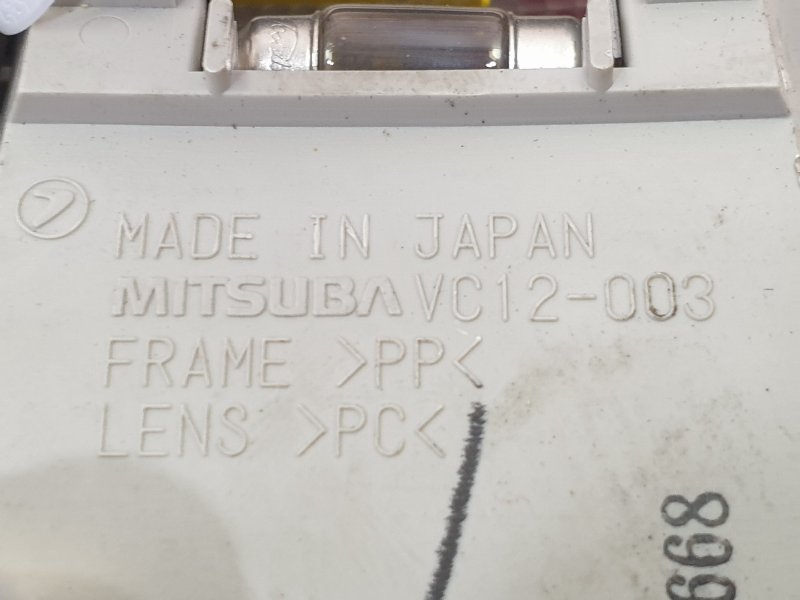 MADE IN JAPAN
MITSUBA VC12-003
FRAME >PP<
LENS >PC<
668